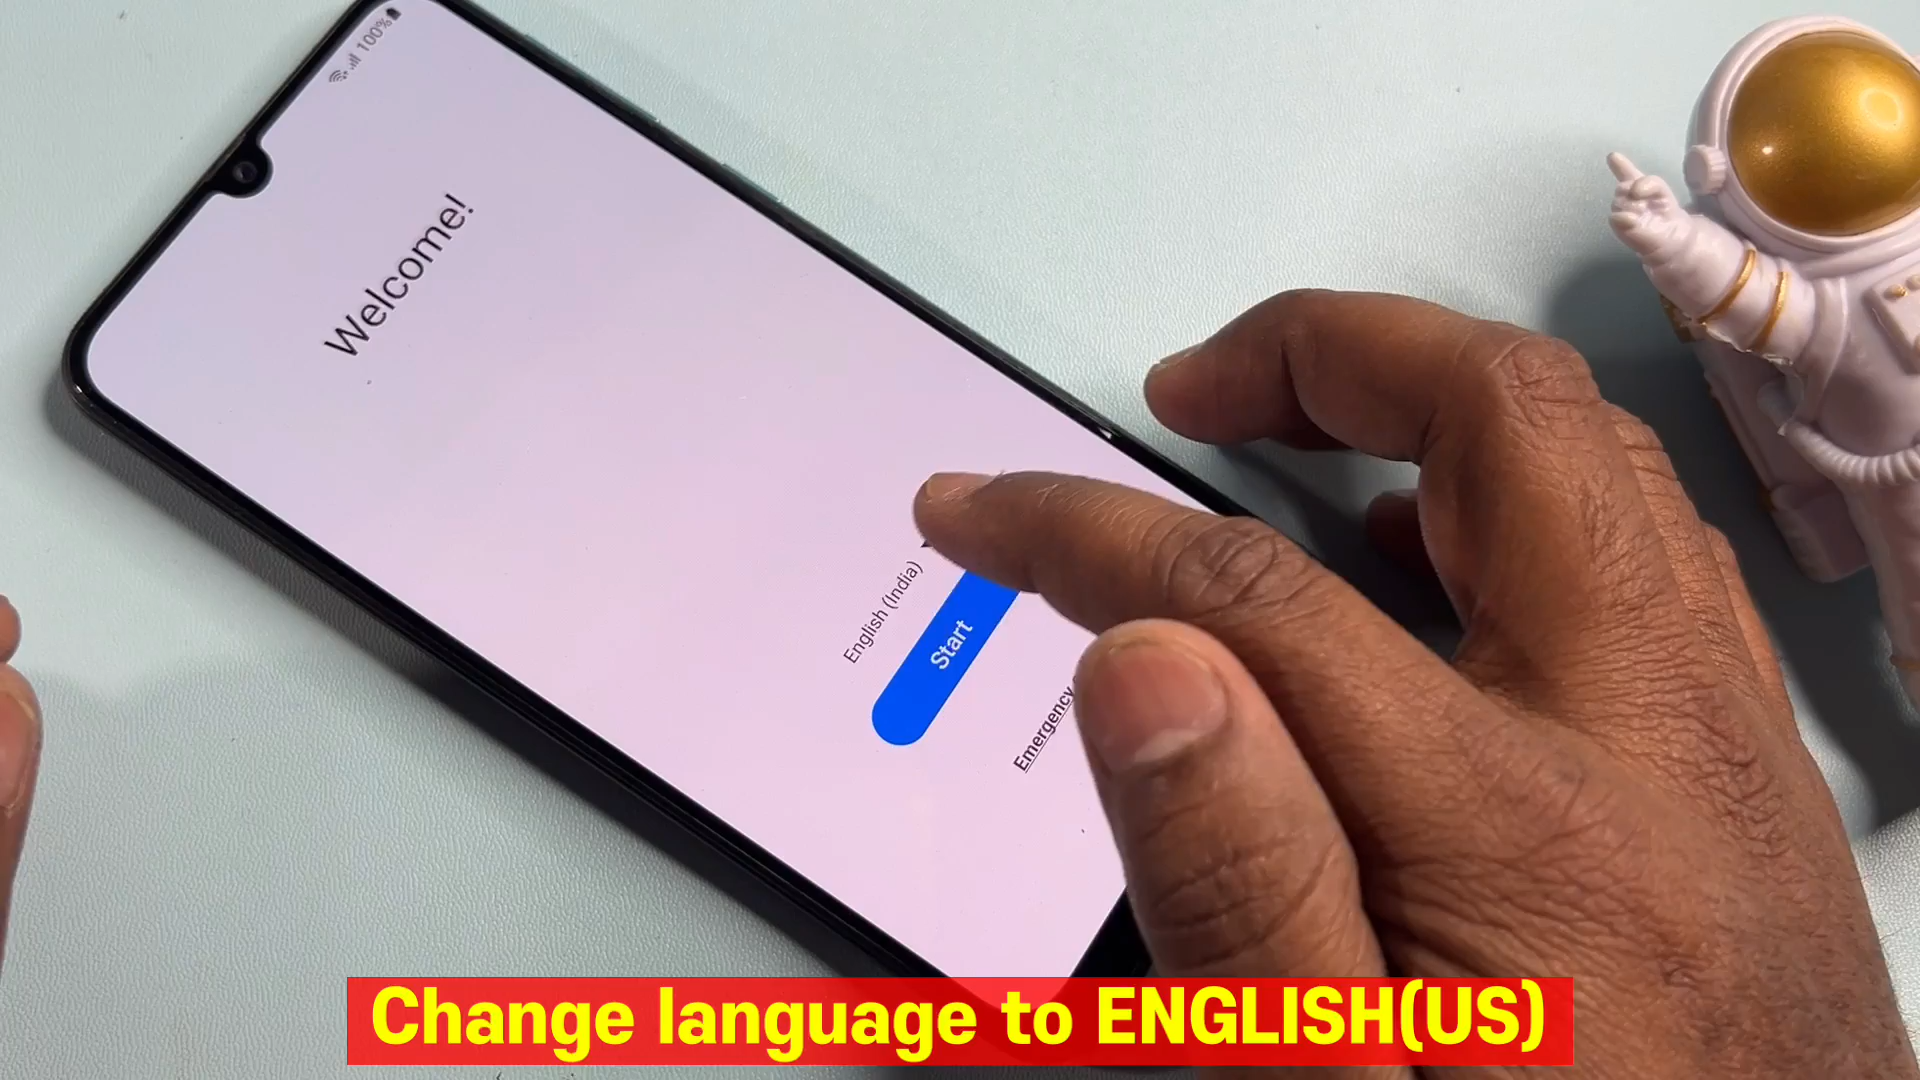 100%
Welcome!
English (India)
Start
Emergency
Change language to ENGLISH(US)